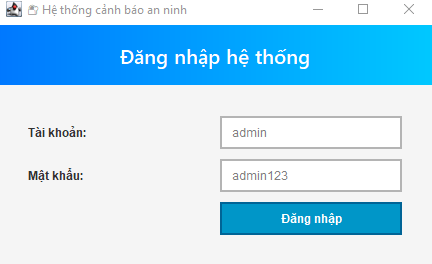 Hệ thống cảnh báo an ninh
Đăng nhập hệ thống
Tài khoản:
admin
Mật khẩu:
admin123
Đăng nhập